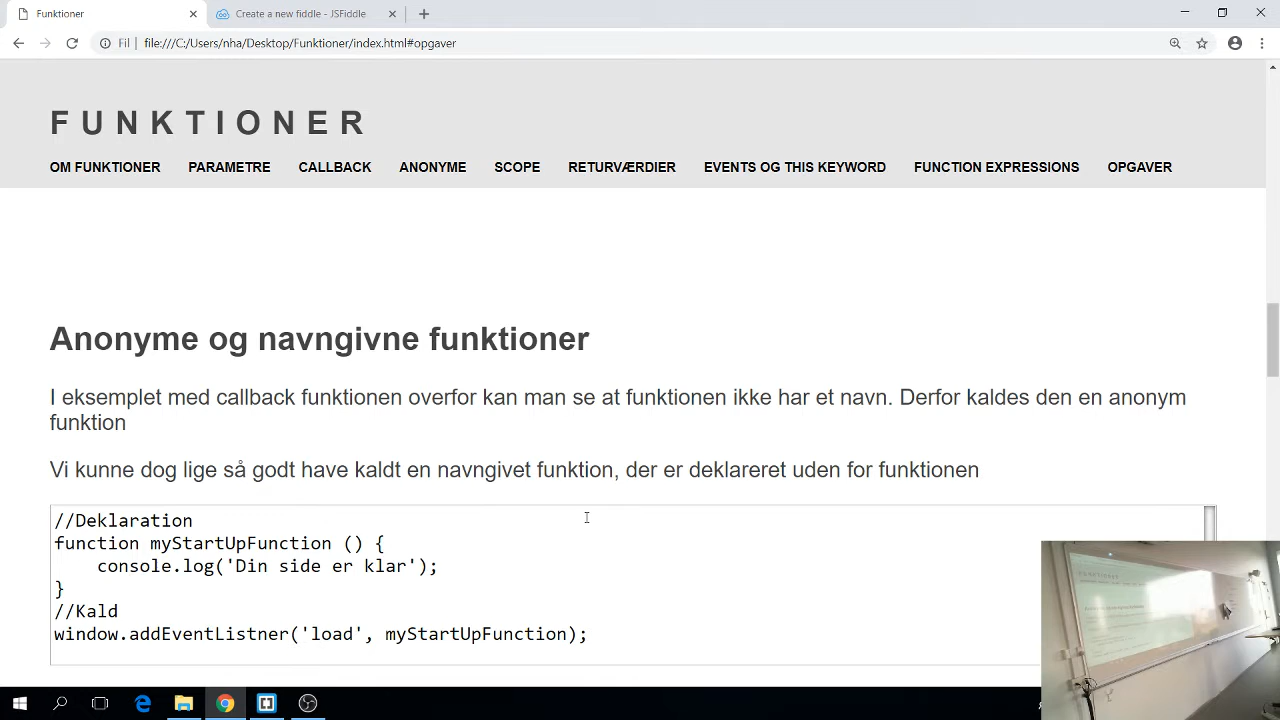 Funktioner
Create a new fiddle - JSFiddle
Fil
file:///C:/Users/nha/Desktop/Funktioner/index.html#opgaver
FUNKTIONER
OM FUNKTIONER PARAMETRE CALLBACK ANONYME SCOPE RETURVÆRDIER EVENTS OG THIS KEYWORD FUNCTION EXPRESSIONS OPGAVER
Anonyme og navngivne funktioner
I eksemplet med callback funktionen overfor kan man se at funktionen ikke har et navn. Derfor kaldes den en anonym
funktion
Vi kunne dog lige så godt have kaldt en navngivet funktion, der er deklareret uden for funktionen
//Deklaration
function myStartUpFunction () {
console.log('Din side er klar');
}
//Kald
window.addEventListner('load', myStartUpFunction);